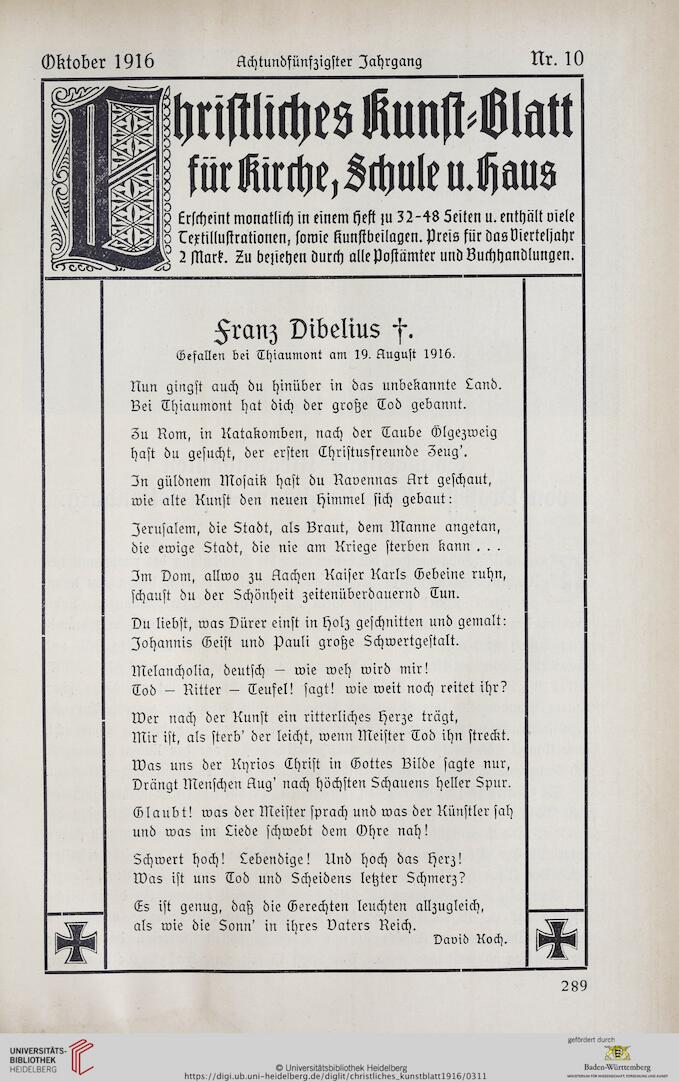 Oktober 1916 Achtundfünfzigster Jahrgang Nr. 10
Christliches Kunst-Blatt
für Kirche, Schule u. Haus
Erscheint monatlich in einem Heft zu 32-48 Seiten u. enthält viele
Textillustrationen, sowie Kunstbeilagen. Preis für das Vierteljahr
2 Mark. Zu beziehen durch alle Postämter und Buchhandlungen.
Franz Dibelius †.
Gefallen bei Thiaumont am 19. August 1916.
Nun gingst auch du hinüber in das unbekannte Land.
Bei Thiaumont hat dich der große Tod gebannt.
Zu Rom, in Katakomben, nach der Taube Ölgezweig
hast du gesucht, der ersten Christusfreunde Zeug'.
In güldnem Mosaik hast du Ravennas Art geschaut,
wie alte Kunst den neuen Himmel sich gebaut:
Jerusalem, die Stadt, als Braut, dem Manne angetan,
die ewige Stadt, die nie am Kriege sterben kann . . .
Im Dom, allwo zu Aachen Kaiser Karls Gebeine ruhn,
schaust du der Schönheit zeitenüberdauernd Tun.
Du liebst, was Dürer einst in Holz geschnitten und gemalt:
Johannis Geist und Pauli große Schwertgestalt.
Melancholia, deutsch — wie weh wird mir!
Tod — Ritter — Teufel! sagt! wie weit noch reitet ihr?
Wer nach der Kunst ein ritterliches Herze trägt,
Mir ist, als sterb' der leicht, wenn Meister Tod ihn streckt.
Was uns der Kyrios Christ in Gottes Bilde sagte nur,
Drängt Menschen Aug' nach höchsten Schauens heller Spur.
Glaubt! was der Meister sprach und was der Künstler sah
und was im Liede schwebt dem Ohre nah!
Schwert hoch! Lebendige! Und hoch das Herz!
Was ist uns Tod und Scheidens letzter Schmerz?
Es ist genug, daß die Gerechten leuchten allzugleich,
als wie die Sonn' in ihres Vaters Reich.
David Koch.
289
UNIVERSITÄTS-
BIBLIOTHEK
HEIDELBERG
© Universitätsbibliothek Heidelberg
https://digi.ub.uni-heidelberg.de/diglit/christliches_kunstblatt1916/0311
gefördert durch
Baden-Württemberg
MINISTERIUM FÜR WISSENSCHAFT, FORSCHUNG UND KUNST